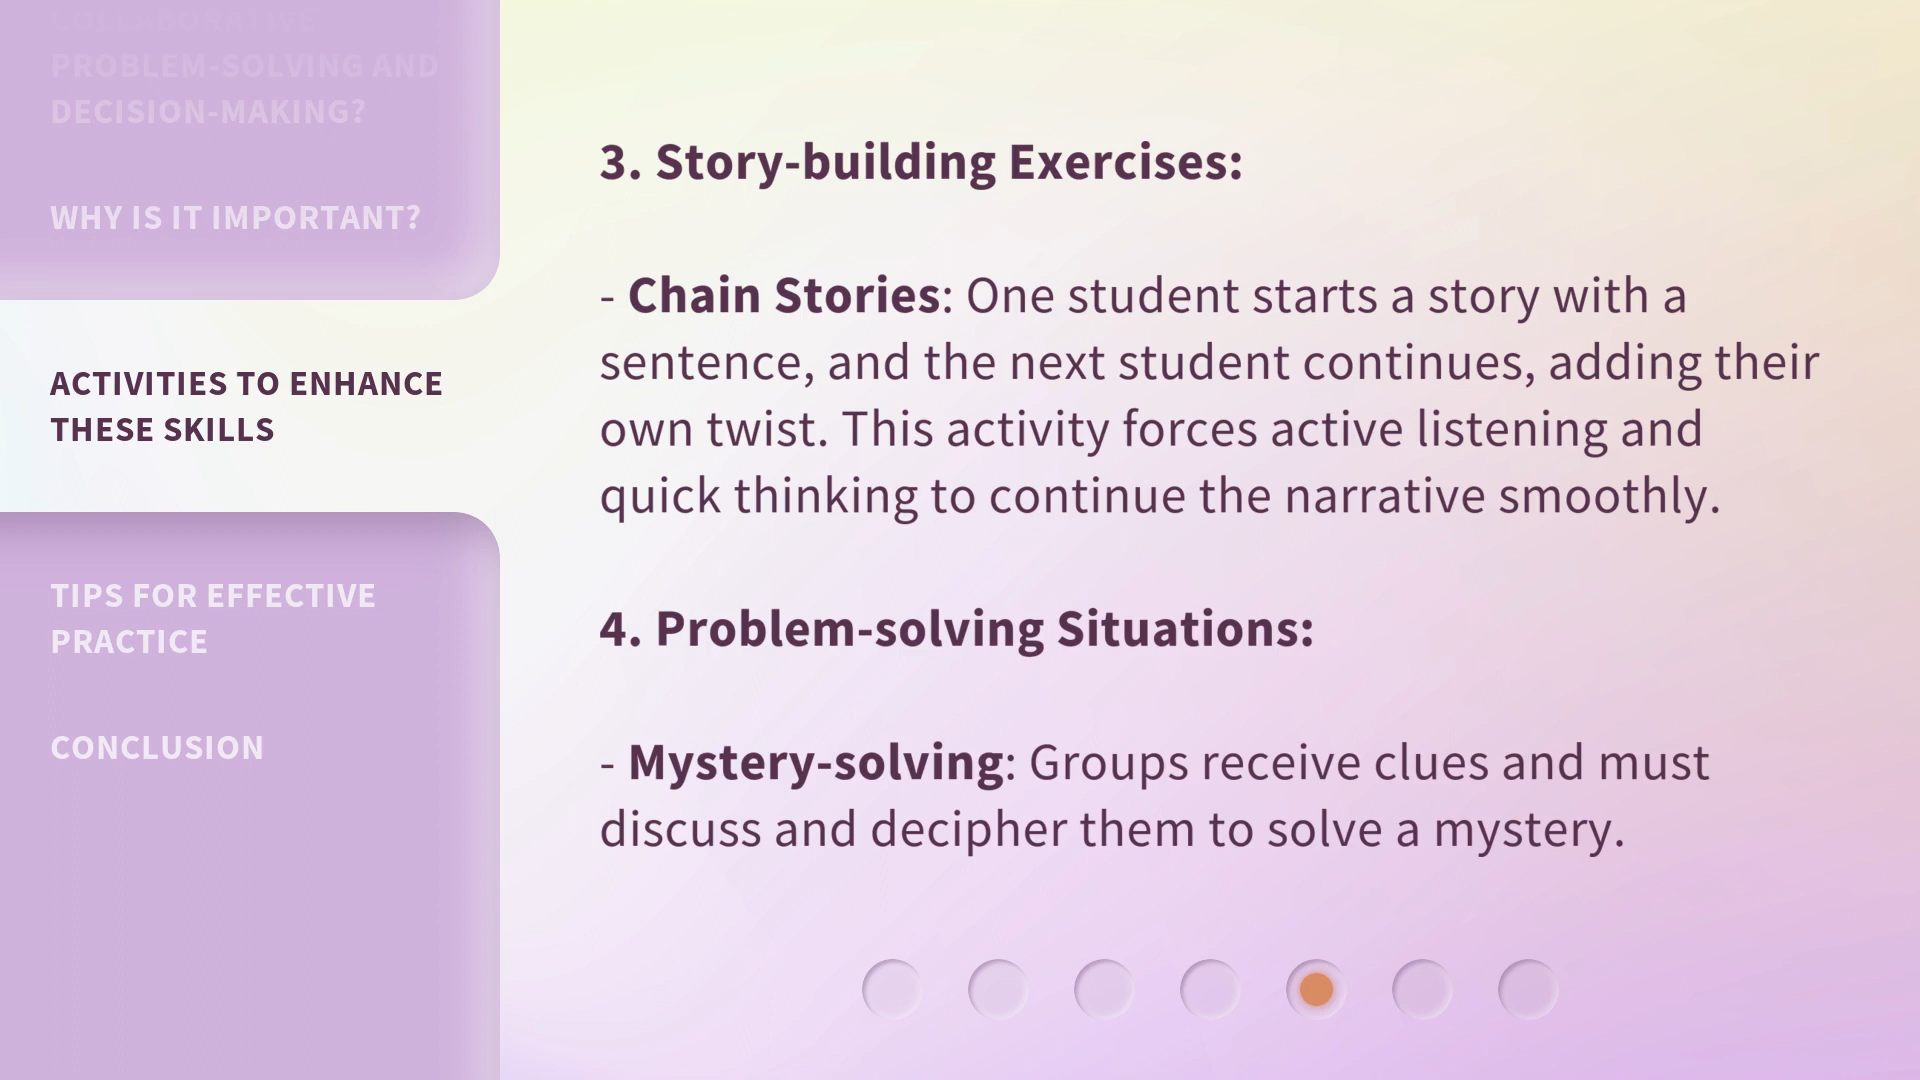 COLLABORATIVE
PROBLEM-SOLVING AND
DECISION-MAKING?
WHY IS IT IMPORTANT?
ACTIVITIES TO ENHANCE
THESE SKILLS
TIPS FOR EFFECTIVE
PRACTICE
CONCLUSION
3. Story-building Exercises:
- Chain Stories: One student starts a story with a
sentence, and the next student continues, adding their
own twist. This activity forces active listening and
quick thinking to continue the narrative smoothly.
4. Problem-solving Situations:
- Mystery-solving: Groups receive clues and must
discuss and decipher them to solve a mystery.